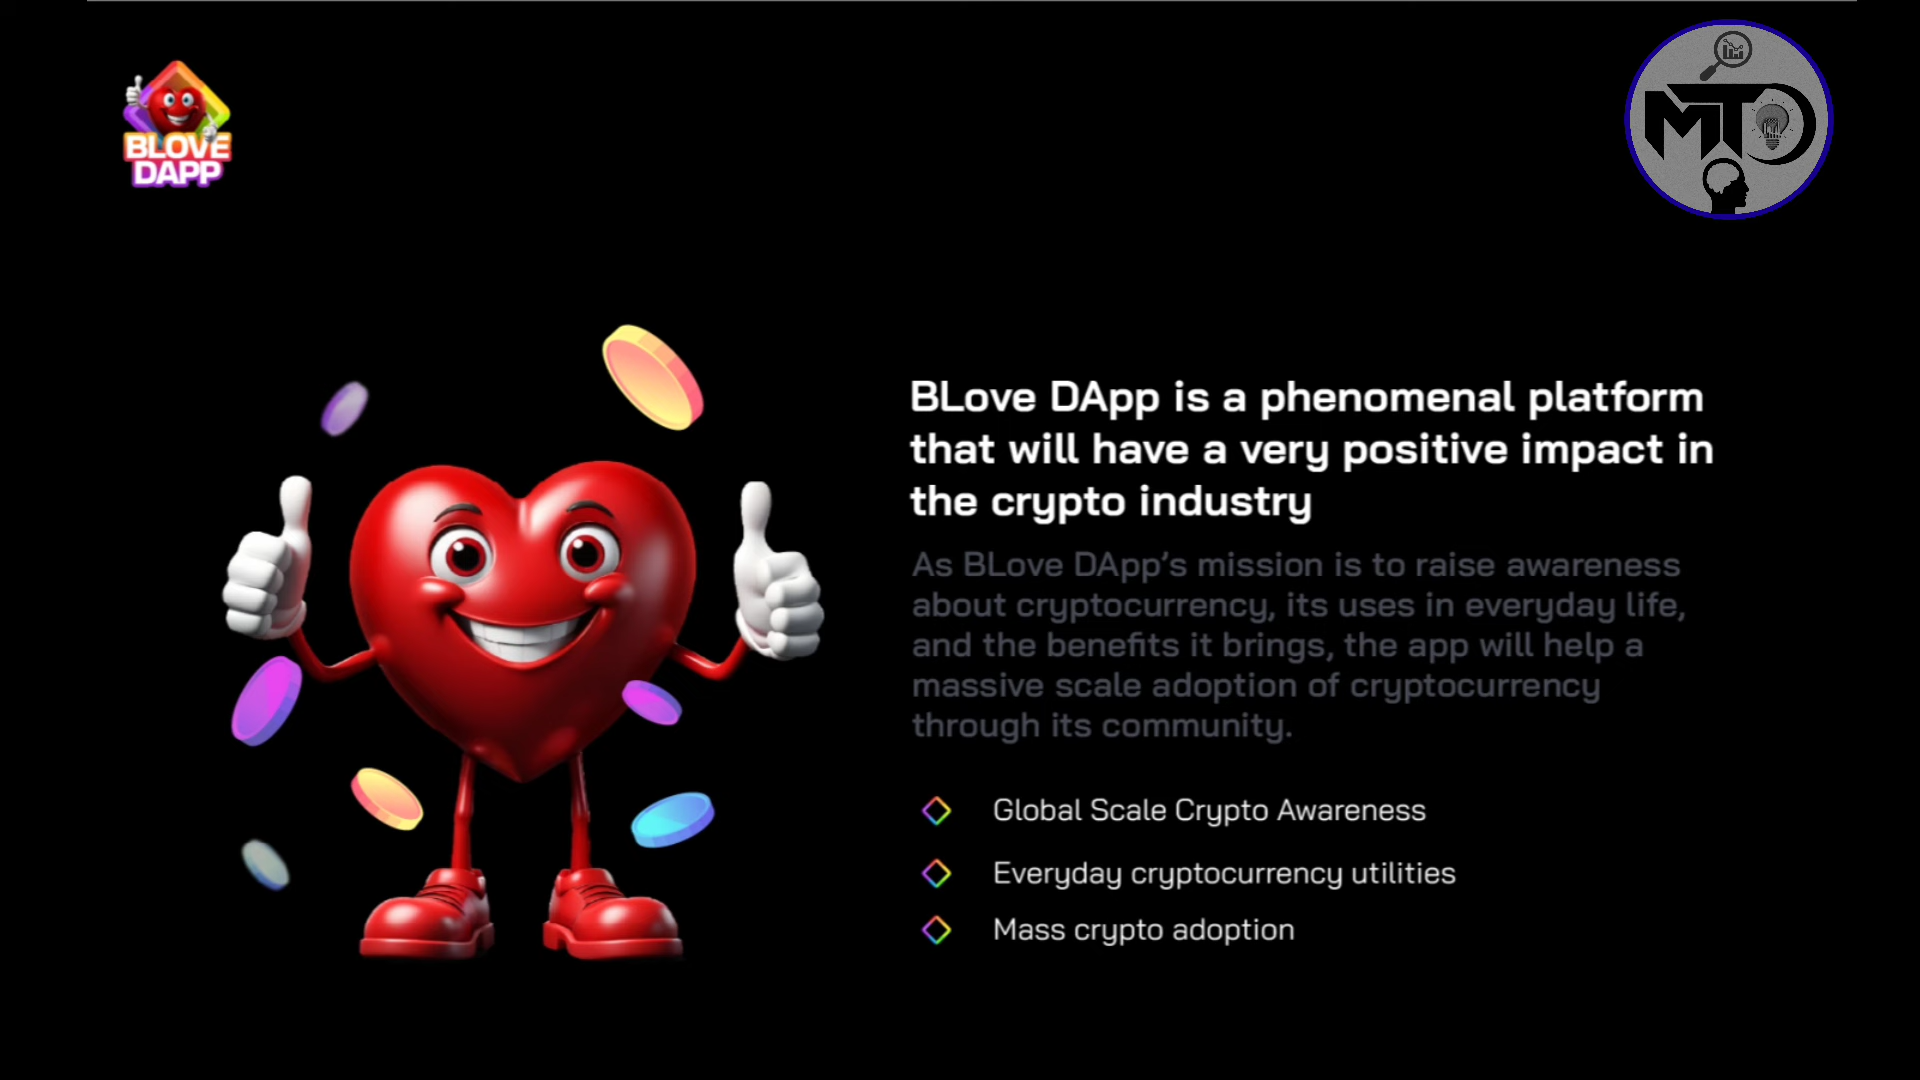 BLOVE
DAPP
MTD
BLove DApp is a phenomenal platform
that will have a very positive impact in
the crypto industry
As BLove DApp's mission is to raise awareness
about cryptocurrency, its uses in everyday life,
and the benefits it brings, the app will help a
massive scale adoption of cryptocurrency
through its community.
Global Scale Crypto Awareness
Everyday cryptocurrency utilities
Mass crypto adoption